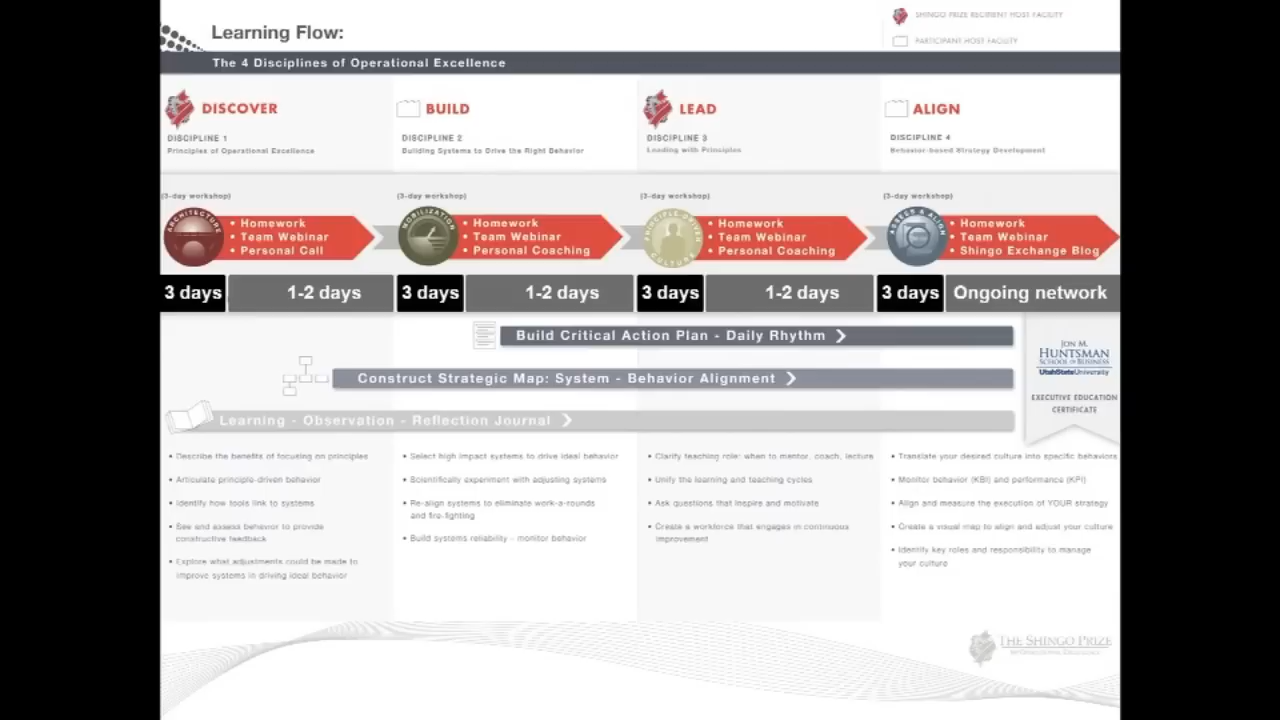 Learning Flow:
SHINGO PRIZE RECIPIENT HOST FACILITY
PARTICIPANT HOST FACILITY
The 4 Disciplines of Operational Excellence
DISCOVER
DISCIPLINE 1
Principles of Operational Excellence
BUILD
DISCIPLINE 2
Building Systems to Drive the Right Behavior
LEAD
DISCIPLINE 3
Leading with Principles
ALIGN
DISCIPLINE 4
Behavior-based Strategy Development
(3-day workshop)
ARCHITECTURE
• Homework
• Team Webinar
• Personal Call
(3-day workshop)
MOBILIZATION
• Homework
• Team Webinar
• Personal Coaching
(3-day workshop)
PRINCIPLE-DRIVEN
CULTURE
• Homework
• Team Webinar
• Personal Coaching
(3-day workshop)
ASSESS & ALIGN
• Homework
• Team Webinar
• Shingo Exchange Blog
3 days 1-2 days 3 days 1-2 days 3 days 1-2 days 3 days Ongoing network
Build Critical Action Plan - Daily Rhythm
Construct Strategic Map: System - Behavior Alignment
Learning - Observation - Reflection Journal
JON M.
HUNTSMAN
SCHOOL OF BUSINESS
UtahStateUniversity
EXECUTIVE EDUCATION
CERTIFICATE
• Describe the benefits of focusing on principles
• Articulate principle-driven behavior
• Identify how tools link to systems
• See and assess behavior to provide
constructive feedback
• Explore what adjustments could be made to
improve systems in driving ideal behavior
• Select high impact systems to drive ideal behavior
• Scientifically experiment with adjusting systems
• Re-align systems to eliminate work-a-rounds
and fire-fighting
• Build systems reliability - monitor behavior
• Clarify teaching role: when to mentor, coach, lecture
• Unify the learning and teaching cycles
• Ask questions that inspire and motivate
• Create a workforce that engages in continuous
improvement
• Translate your desired culture into specific behaviors
• Monitor behavior (KBI) and performance (KPI)
• Align and measure the execution of YOUR strategy
• Create a visual map to align and adjust your culture
• Identify key roles and responsibility to manage
your culture
THE SHINGO PRIZE
FOR OPERATIONAL EXCELLENCE